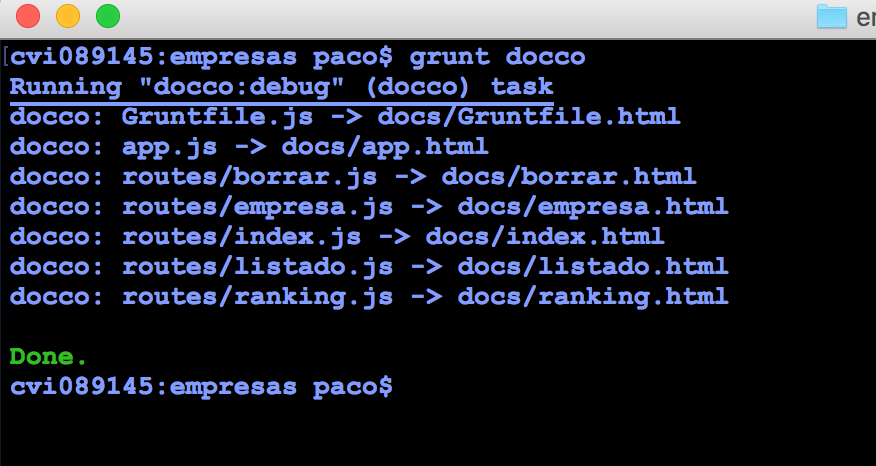 en
[cvi089145:empresas paco$ grunt docco
Running "docco:debug" (docco) task
docco: Gruntfile.js -> docs/Gruntfile.html
docco: app.js -> docs/app.html
docco: routes/borrar.js -> docs/borrar.html
docco: routes/empresa.js -> docs/empresa.html
docco: routes/index.js -> docs/index.html
docco: routes/listado.js -> docs/listado.html
docco: routes/ranking.js -> docs/ranking.html
Done.
cvi089145:empresas paco$